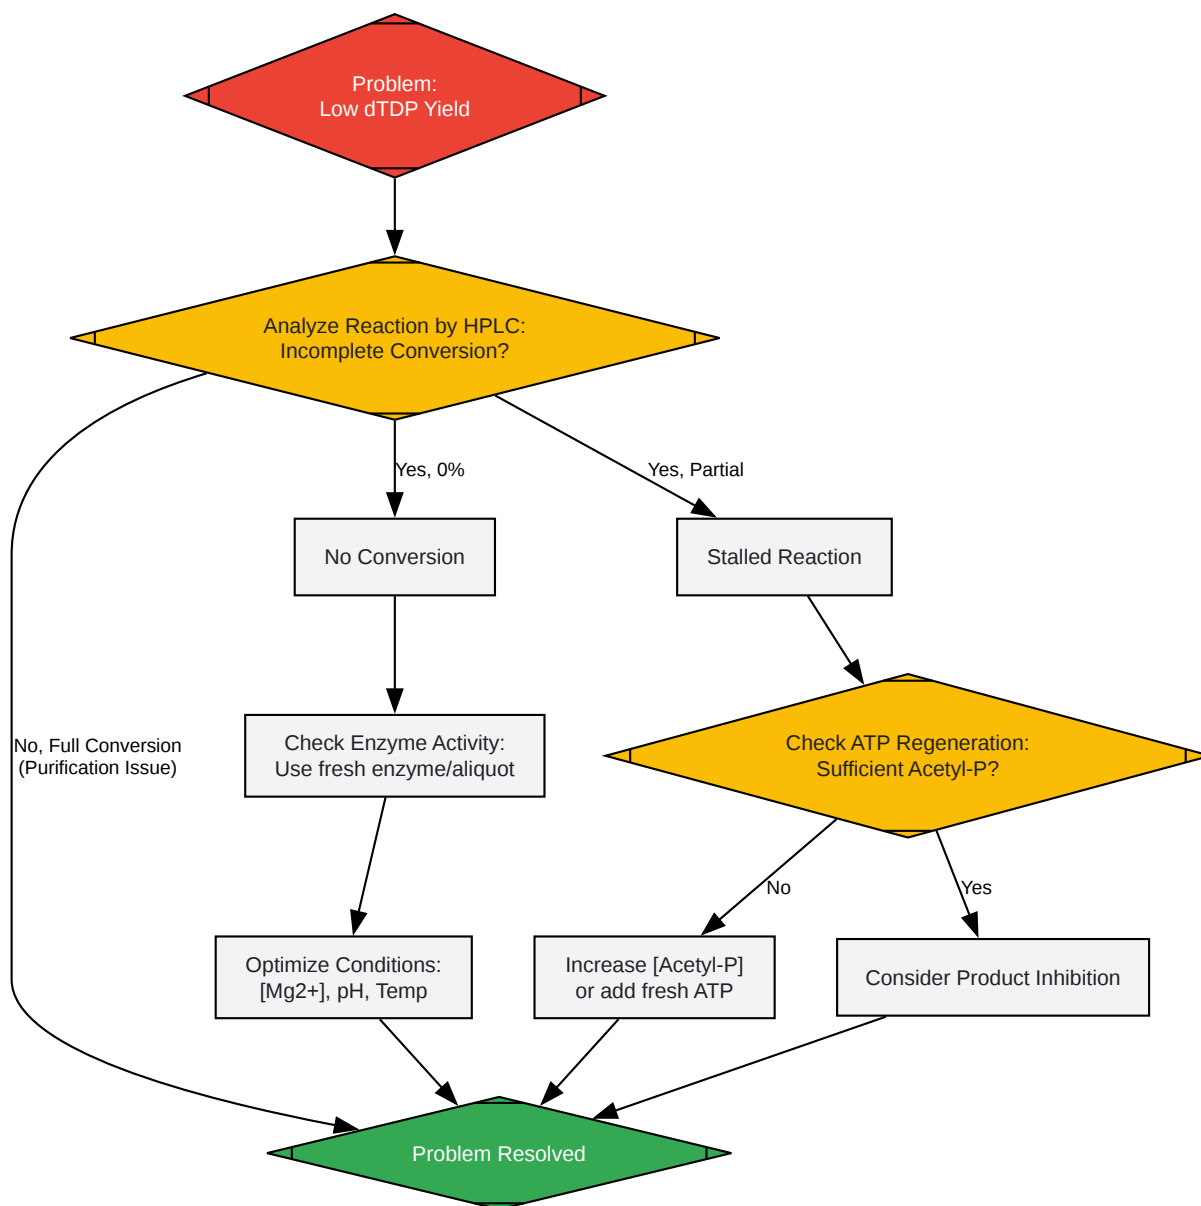 Problem:
Low dTDP Yield
Analyze Reaction by HPLC:
Incomplete Conversion?
Yes, 0%
Yes, Partial
No Conversion
Stalled Reaction
No, Full Conversion
(Purification Issue)
Check Enzyme Activity:
Use fresh enzyme/aliquot
Check ATP Regeneration:
Sufficient Acetyl-P?
No
Yes
Optimize Conditions:
[Mg2+], pH, Temp
Increase [Acetyl-P]
or add fresh ATP
Consider Product Inhibition
Problem Resolved